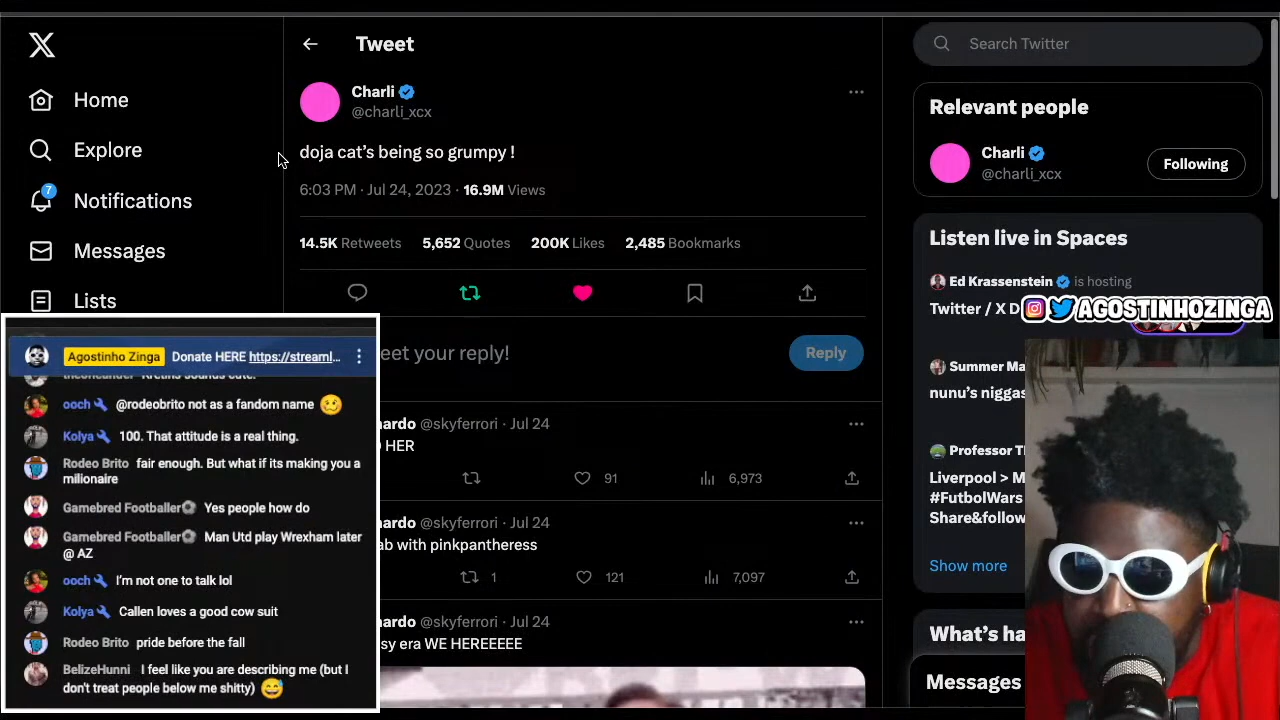 X
Home
Explore
7
Notifications
Messages
Lists
Tweet
Charli
@charli_xcx
doja cat’s being so grumpy !
6:03 PM · Jul 24, 2023 · 16.9M Views
14.5K Retweets 5,652 Quotes 200K Likes 2,485 Bookmarks
eet your reply!
Reply
ardo @skyferrori · Jul 24
HER
91 6,973
ardo @skyferrori · Jul 24
ab with pinkpantheress
1 121 7,097
ardo @skyferrori · Jul 24
sy era WE HEREEEEE
Search Twitter
Relevant people
Charli
@charli_xcx
Following
Listen live in Spaces
Ed Krassenstein is hosting
Twitter / X D
AGOSTINHOZINGA
Summer Ma
nunu’s niggas
Professor T
Liverpool > M
#FutbolWars
Share&follow
Show more
What’s ha
Messages
Agostinho Zinga Donate HERE https://streaml...
ooch @rodeobrito not as a fandom name
Kolya 100. That attitude is a real thing.
Rodeo Brito fair enough. But what if its making you a
milionaire
Gamebred Footballer Yes people how do
Gamebred Footballer Man Utd play Wrexham later
@ AZ
ooch I’m not one to talk lol
Kolya Callen loves a good cow suit
Rodeo Brito pride before the fall
BelizeHunni I feel like you are describing me (but I
don’t treat people below me shitty)